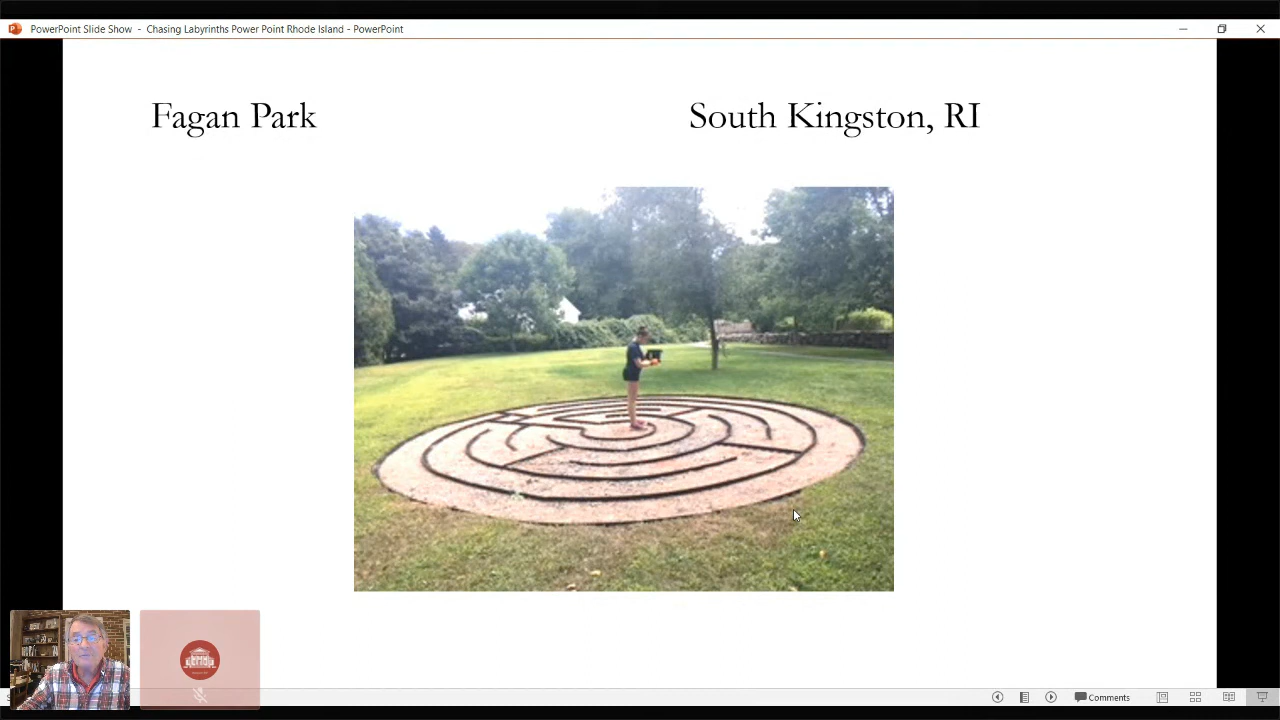 PowerPoint Slide Show - Chasing Labyrinths Power Point Rhode Island - PowerPoint
Fagan Park
South Kingston, RI
Comments